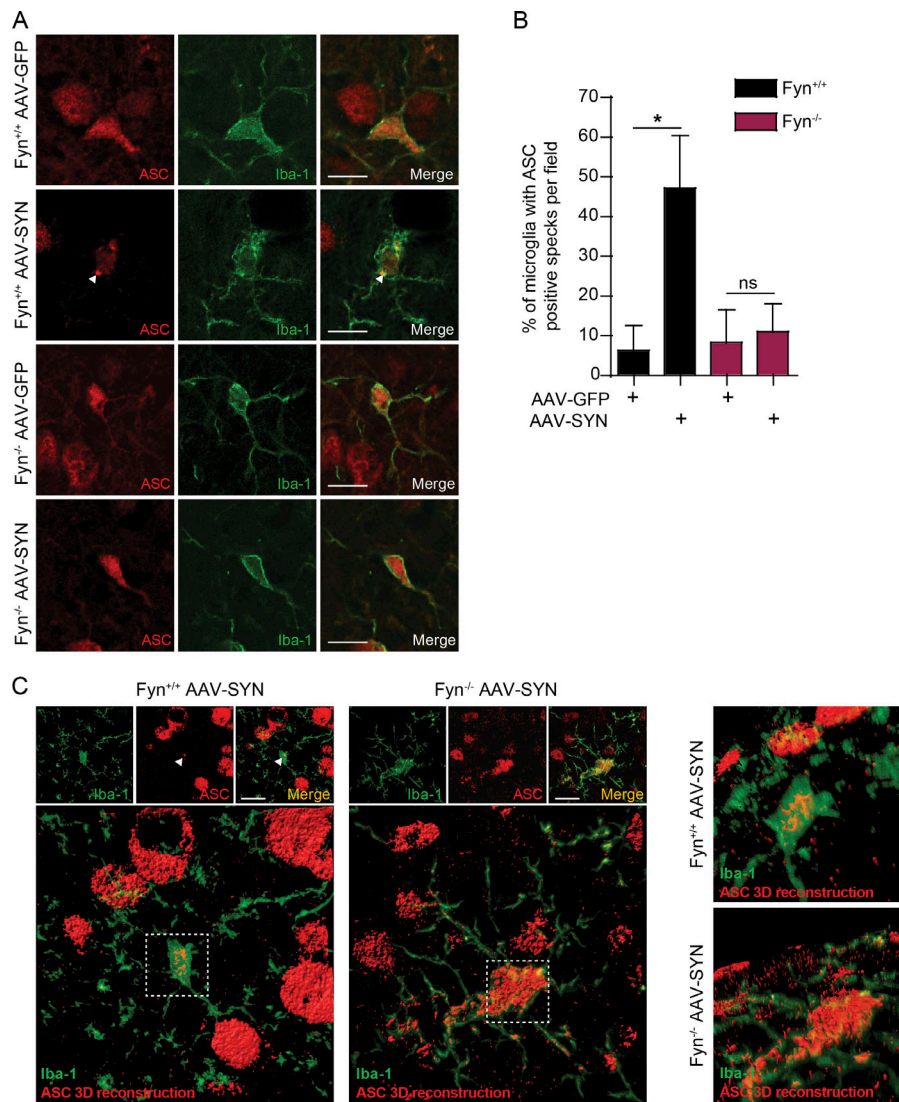 A
Fyn+/+ AAV-GFP
ASC
Iba-1
Merge
Fyn+/+ AAV-SYN
ASC
Iba-1
Merge
Fyn-/- AAV-GFP
ASC
Iba-1
Merge
Fyn-/- AAV-SYN
ASC
Iba-1
Merge
B
Fyn+/+
Fyn-/-
% of microglia with ASC
positive specks per field
70
60
50
40
30
20
10
0
*
ns
AAV-GFP + +
AAV-SYN + +
C
Fyn+/+ AAV-SYN
Iba-1
ASC
Merge
Iba-1
ASC 3D reconstruction
Fyn-/- AAV-SYN
Iba-1
ASC
Merge
Iba-1
ASC 3D reconstruction
Fyn+/+ AAV-SYN
Iba-1
ASC 3D reconstruction
Fyn-/- AAV-SYN
Iba-1
ASC 3D reconstruction